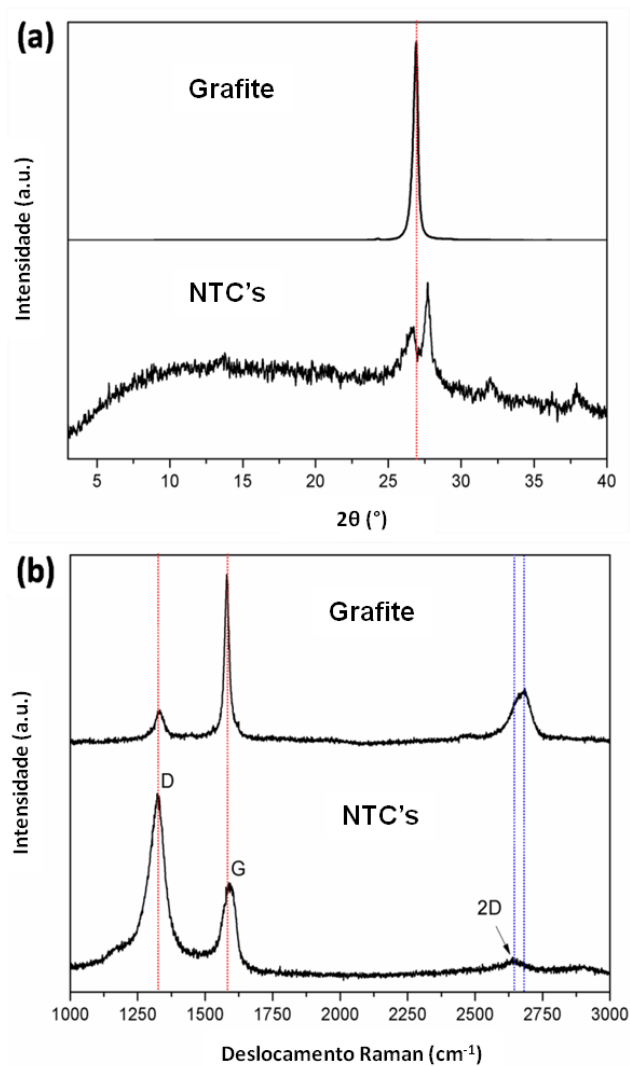 (a)
Grafite
NTC's
Intensidade (a.u.)
5 10 15 20 25 30 35 40
2θ (°)
(b)
Grafite
D
NTC's
G
2D
Intensidade (a.u.)
1000 1250 1500 1750 2000 2250 2500 2750 3000
Deslocamento Raman (cm⁻¹)